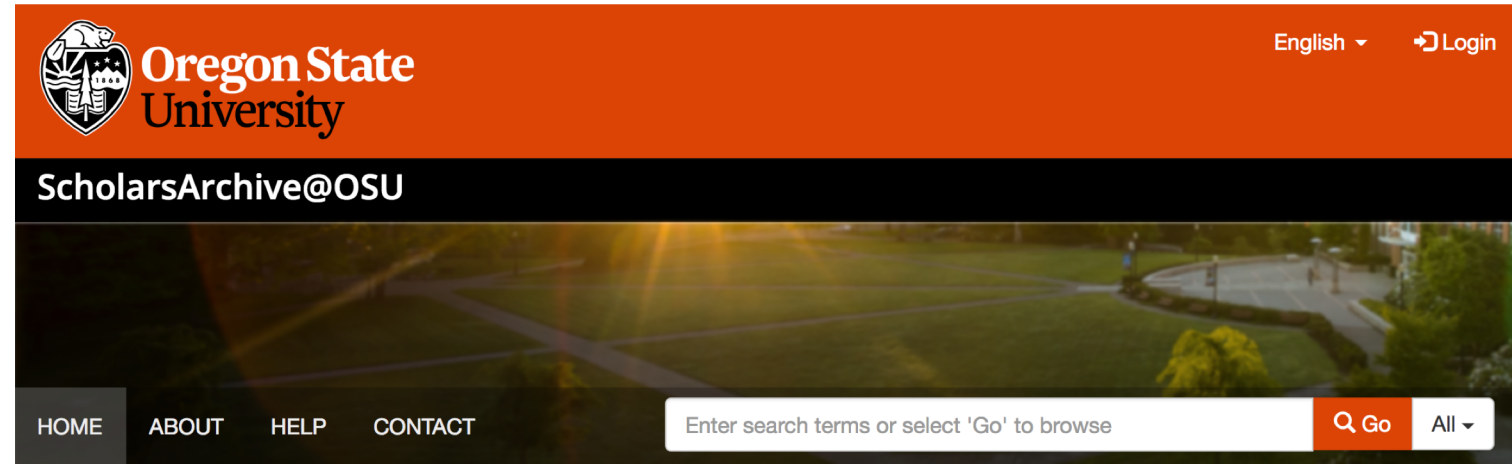 1868
Oregon State
University
English
Login
ScholarsArchive@OSU
HOME ABOUT HELP CONTACT
Enter search terms or select 'Go' to browse
Go
All